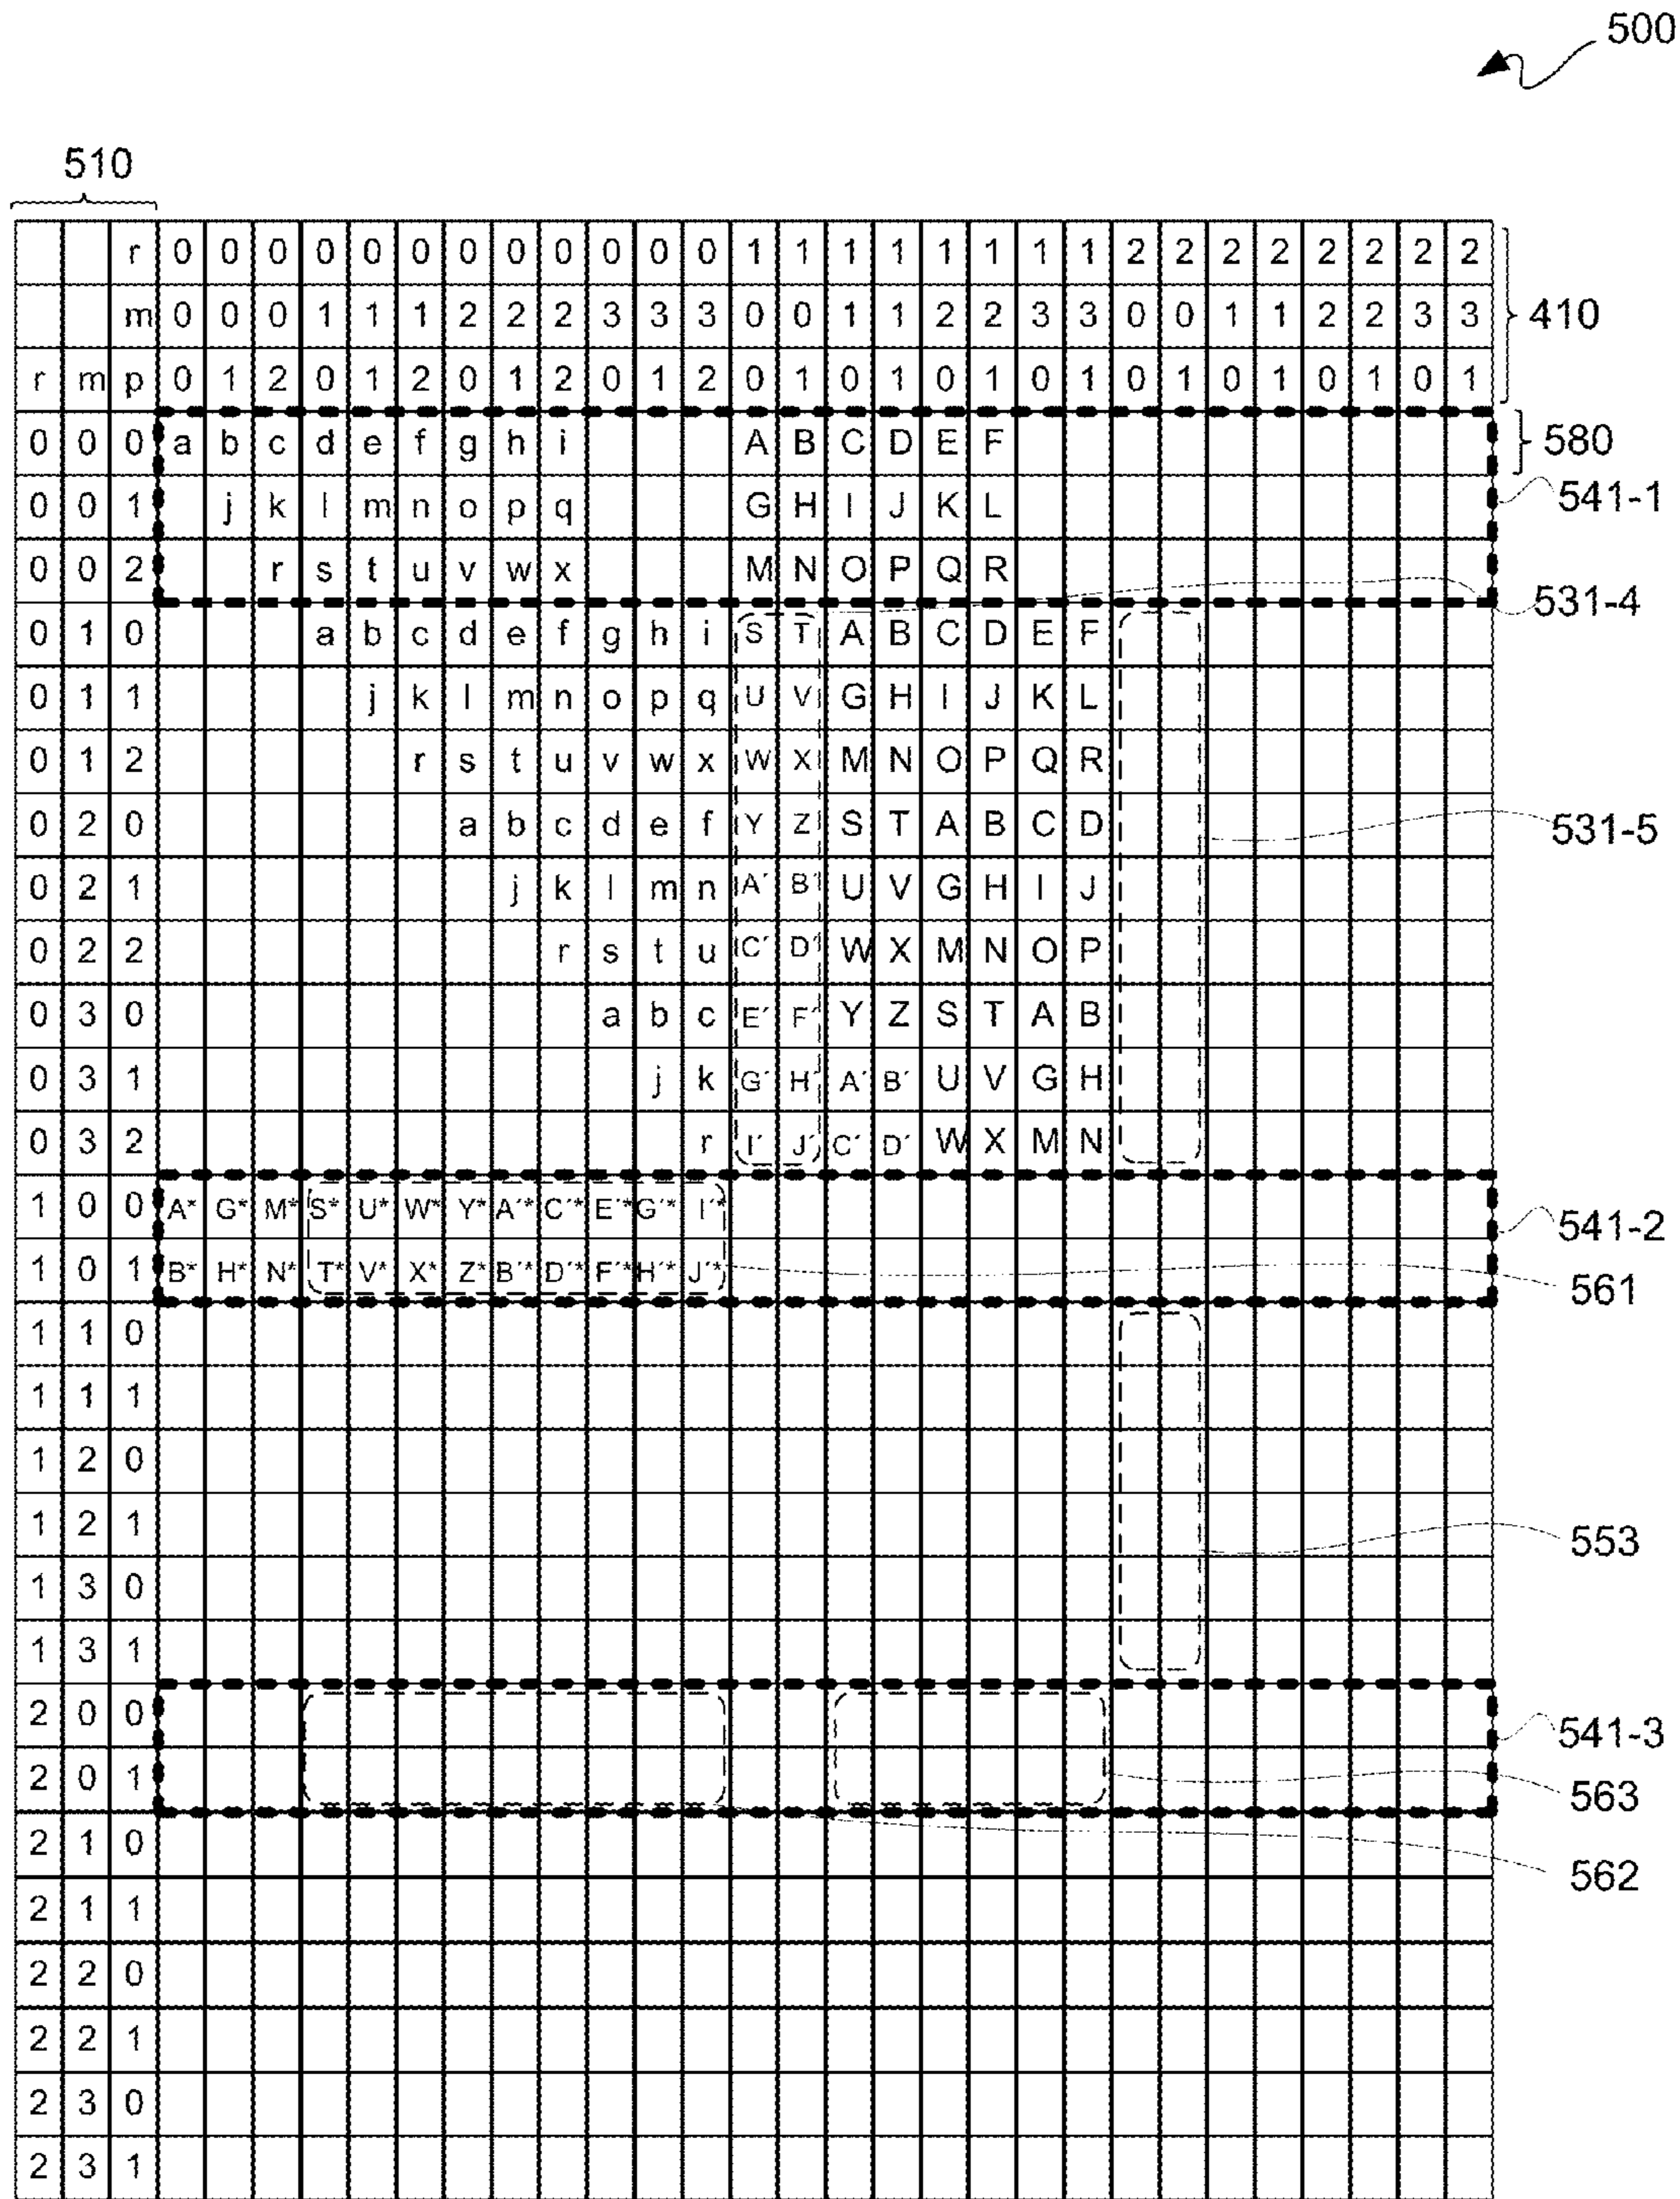 500
510
r 0 0 0 0 0 0 0 0 0 0 0 0 1 1 1 1 1 1 1 1 2 2 2 2 2 2 2 2
m 0 0 0 1 1 1 2 2 2 3 3 3 0 0 1 1 2 2 3 3 0 0 1 1 2 2 3 3 410
r m p 0 1 2 0 1 2 0 1 2 0 1 2 0 1 0 1 0 1 0 1 0 1 0 1 0 1 0 1
0 0 0 a b c d e f g h i A B C D E F 580
0 0 1 j k l m n o p q G H I J K L 541-1
0 0 2 r s t u v w x M N O P Q R
531-4
0 1 0 a b c d e f g h i S T A B C D E F
0 1 1 j k l m n o p q U V G H I J K L
0 1 2 r s t u v w x W X M N O P Q R
0 2 0 a b c d e f Y Z S T A B C D 531-5
0 2 1 j k l m n A´ B´ U V G H I J
0 2 2 r s t u C´ D´ W X M N O P
0 3 0 a b c E´ F´ Y Z S T A B
0 3 1 j k G´ H´ A´ B´ U V G H
0 3 2 r I´ J´ C´ D´ W X M N
1 0 0 A* G* M* S* U* W* Y* A´* C´* E´* G´* I´* 541-2
1 0 1 B* H* N* T* V* X* Z* B´* D´* F´* H´* J´* 561
1 1 0
1 1 1
1 2 0
1 2 1 553
1 3 0
1 3 1
2 0 0 541-3
2 0 1 563
2 1 0 562
2 1 1
2 2 0
2 2 1
2 3 0
2 3 1